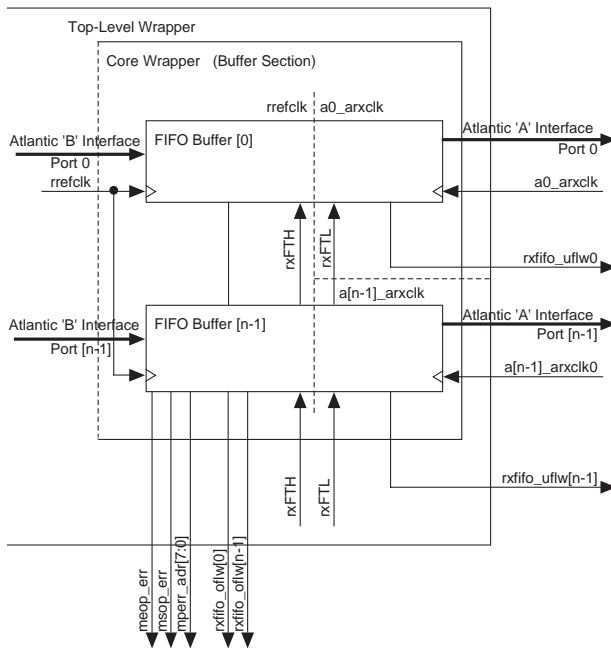 Top-Level Wrapper
Core Wrapper (Buffer Section)
rrefclk
a0_arxclk
Atlantic 'B' Interface
Port 0
FIFO Buffer [0]
Atlantic 'A' Interface
Port 0
rrefclk
a0_arxclk
rxFTH
rxFTL
rxfifo_uflw0
a[n-1]_arxclk
Atlantic 'B' Interface
Port [n-1]
FIFO Buffer [n-1]
Atlantic 'A' Interface
Port [n-1]
a[n-1]_arxclk0
rxFTH
rxFTL
rxfifo_uflw[n-1]
meop_err
msop_err
mperr_adr[7:0]
rxfifo_oflw[0]
rxfifo_oflw[n-1]